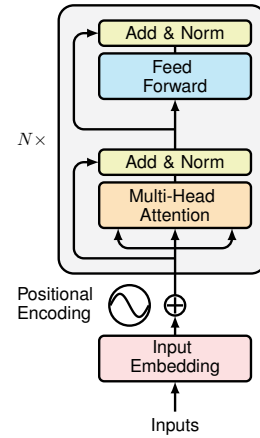 Add & Norm
Feed
Forward
N×
Add & Norm
Multi-Head
Attention
Positional
Encoding
Input
Embedding
Inputs